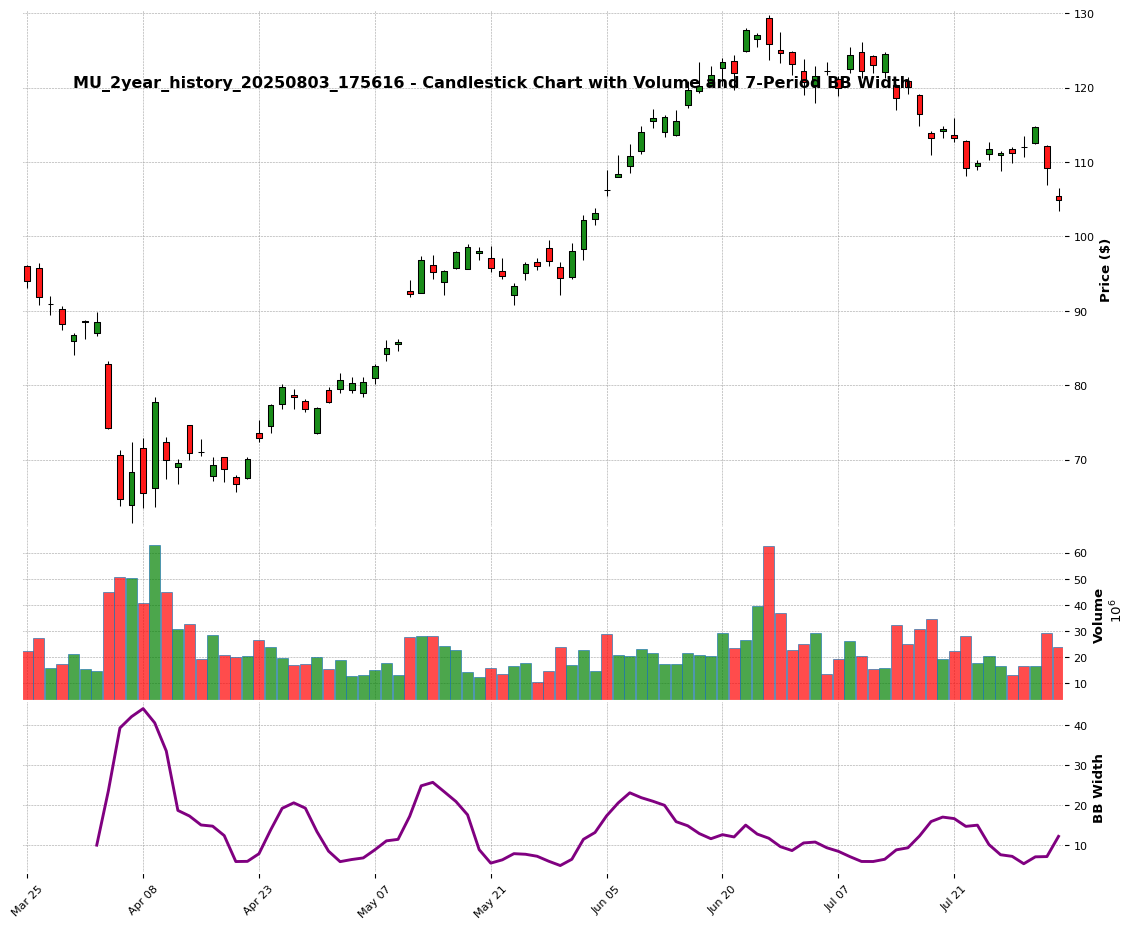 MU_2year_history_20250803_175616 - Candlestick Chart with Volume and 7-Period BB Width
130
120
110
100
90
80
70
Price ($)
60
50
40
30
20
10
Volume
10^6
40
30
20
10
BB Width
Mar 25
Apr 08
Apr 23
May 07
May 21
Jun 05
Jun 20
Jul 07
Jul 21